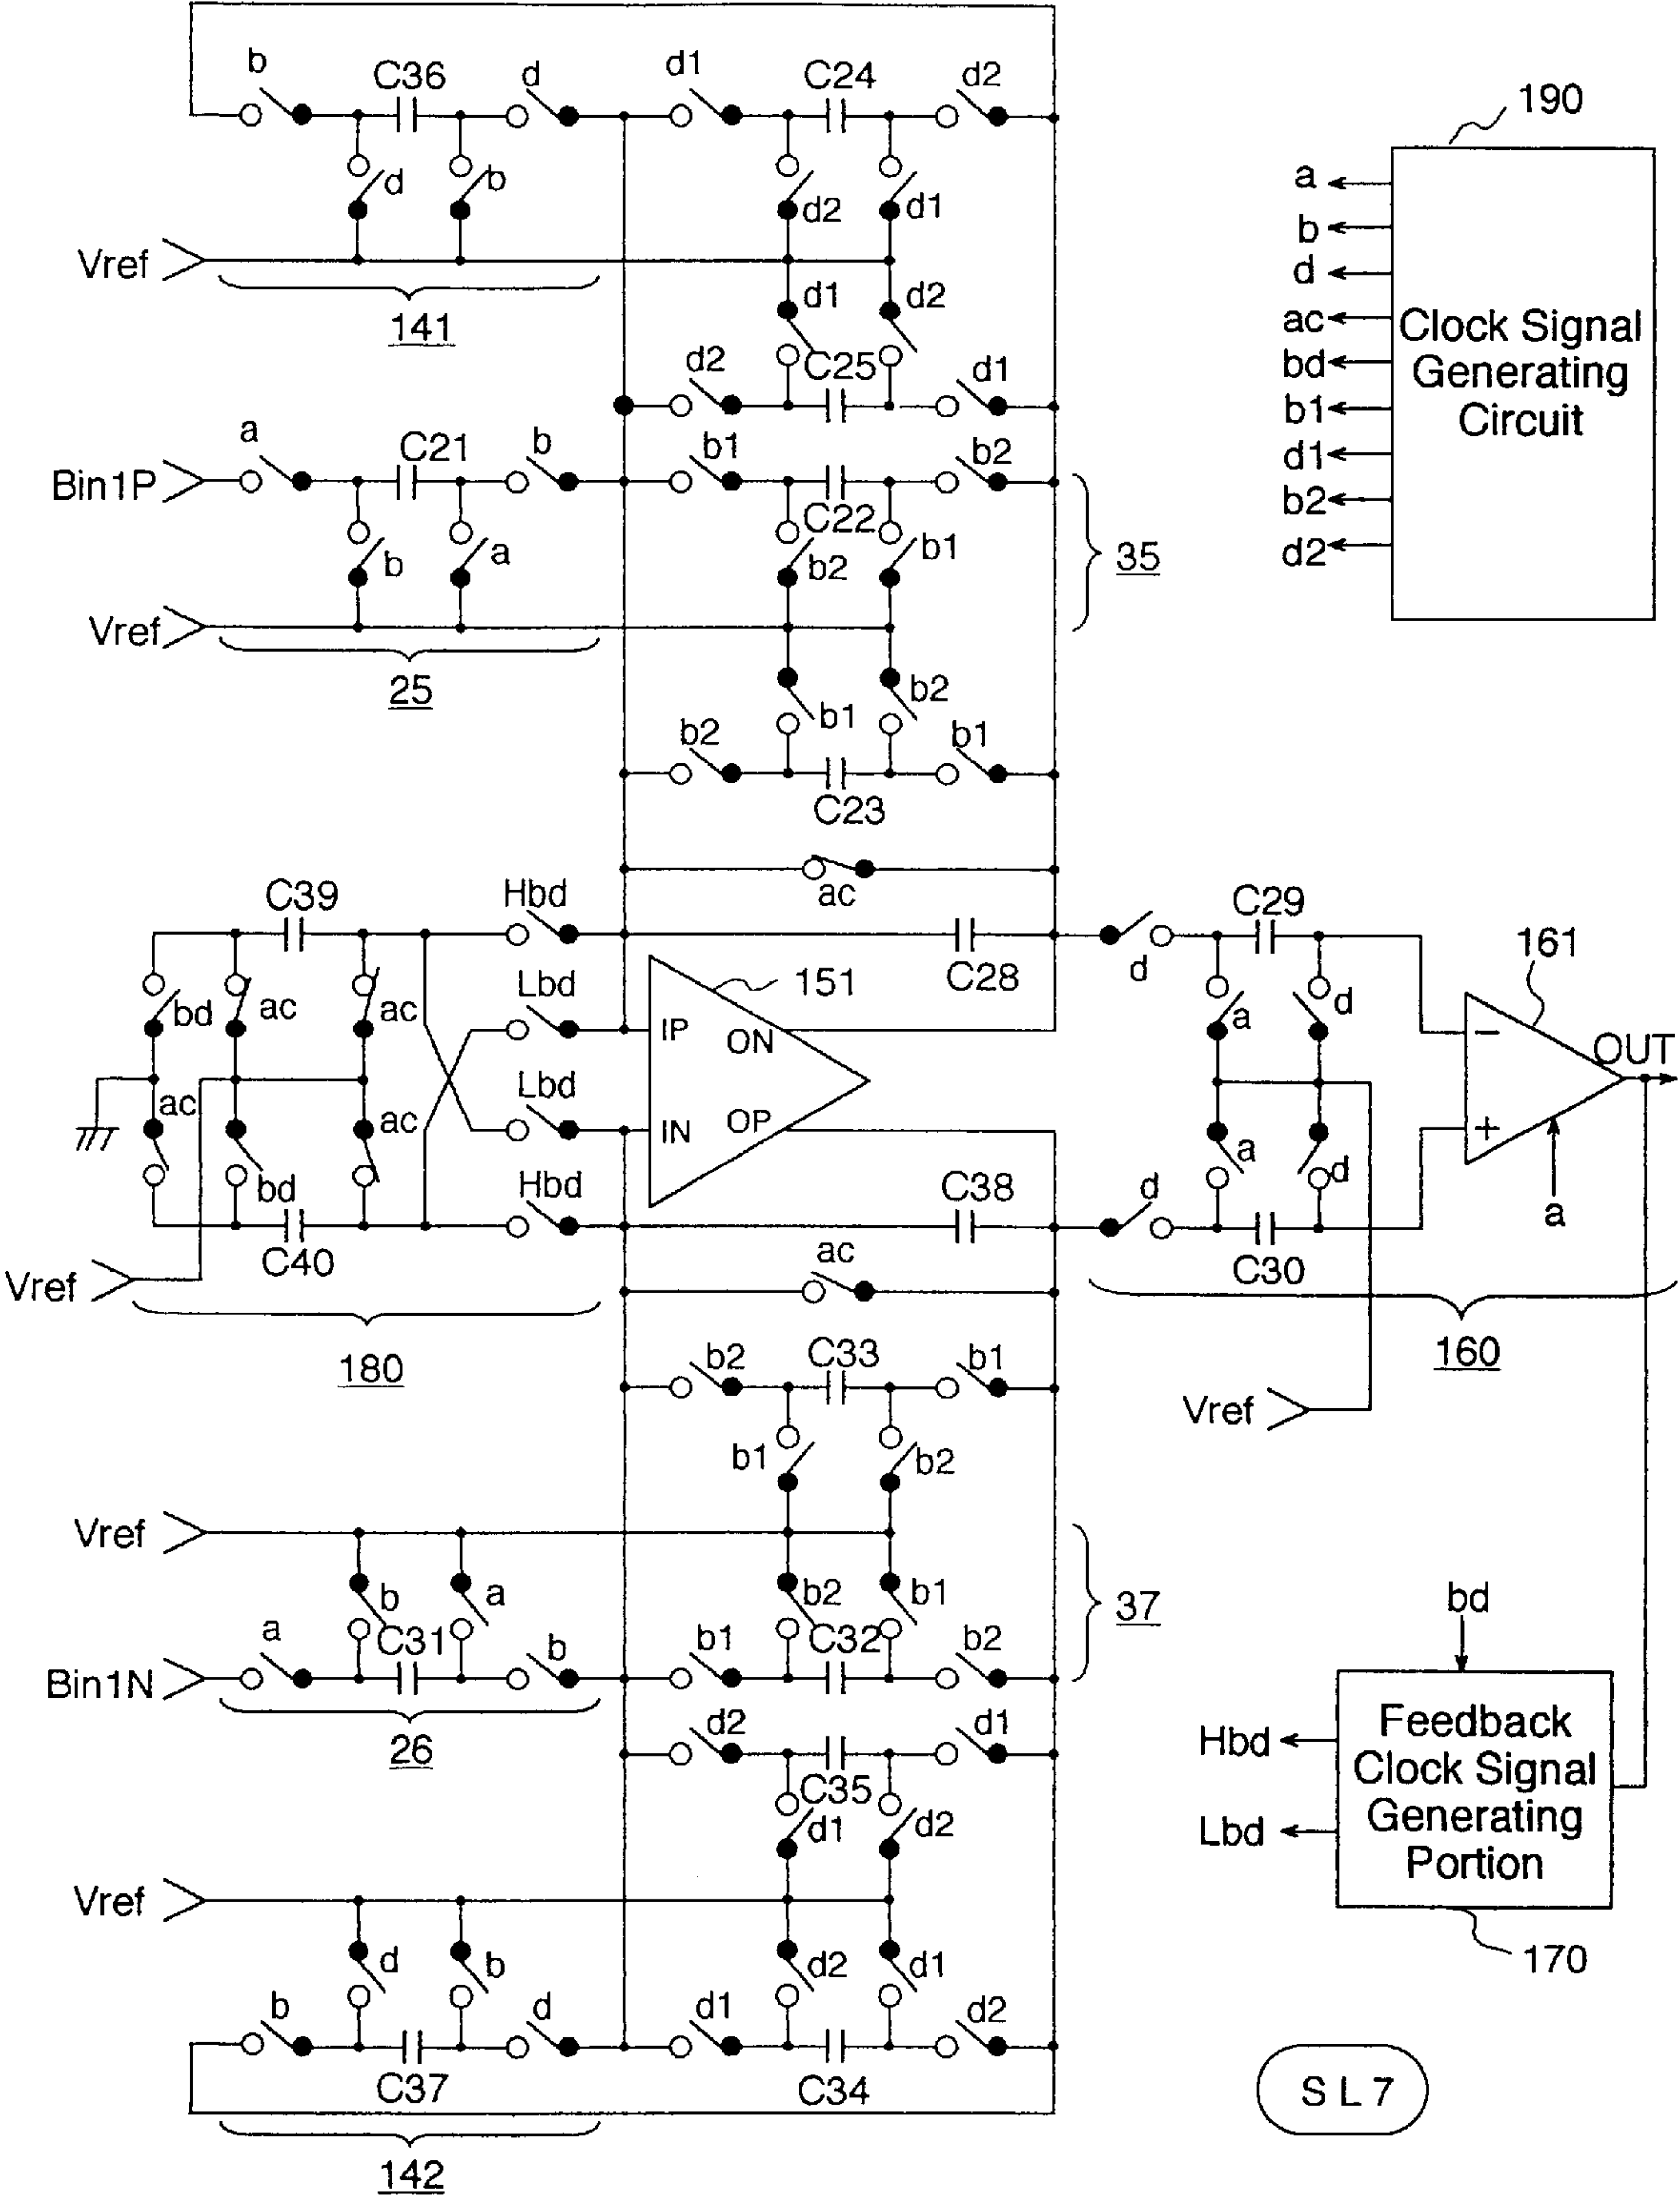 b C36 d d1 C24 d2
190
d b d2 d1
a
b
d
ac
bd
b1
d1
b2
d2
Clock Signal
Generating
Circuit
Vref
141
d1 d2
d2 C25 d1
Bin1P a C21 b b1 C22 b2
b a b2 b1
35
Vref
25
b1 b2
b2 C23 b1
ac
C39 Hbd C28 d C29
161
Lbd 151
bd ac ac IP ON a d
OUT
ac ac Lbd IN OP a d
a
bd Hbd C38 d
C40 C30
Vref
ac
180
160
b2 C33 b1
Vref
b1 b2
Vref
b a b2 b1
37
bd
Bin1N a C31 b b1 C32 b2
26
d2 C35 d1
Hbd
Lbd
Feedback
Clock Signal
Generating
Portion
170
d1 d2
Vref
d b d2 d1
b C37 d d1 C34 d2
142
SL7